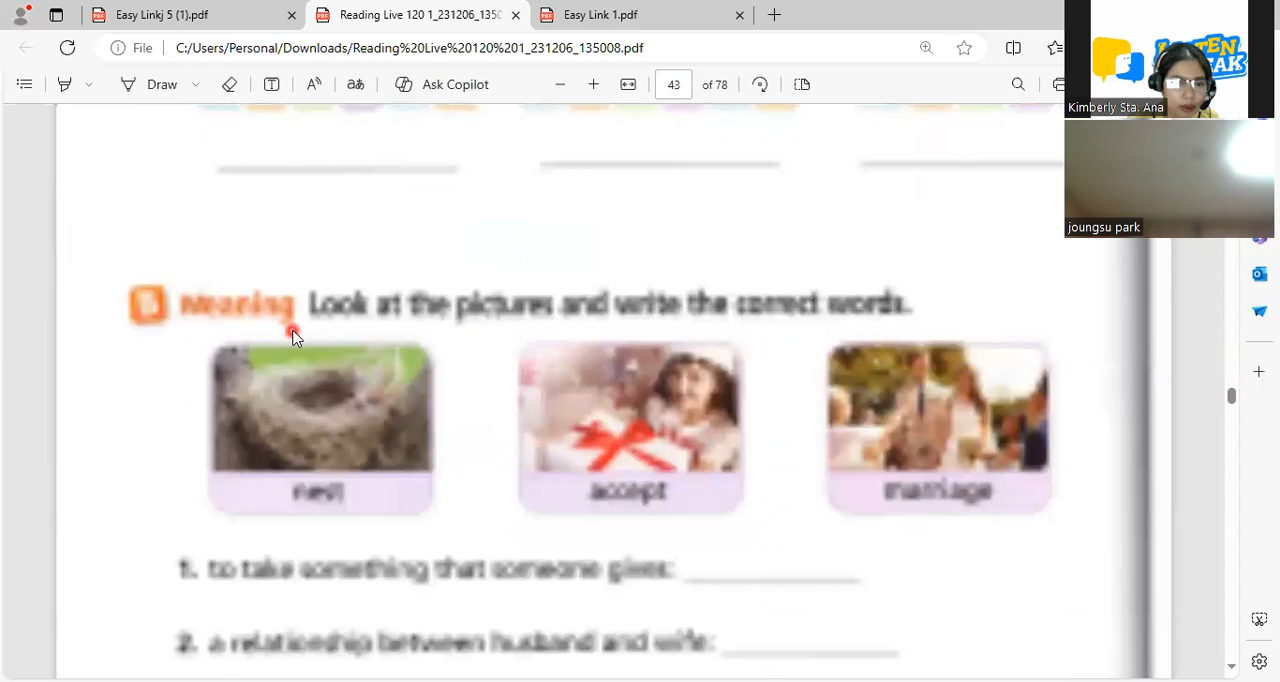 Easy Linkj 5 (1).pdf
Reading Live 120 1_231206_135
Easy Link 1.pdf
File
C:/Users/Personal/Downloads/Reading%20Live%20120%201_231206_135008.pdf
Draw
aあ
Ask Copilot
43
of 78
Kimberly Sta. Ana
joungsu park
B Meaning Look at the pictures and write the correct words.
nest
accept
marriage
1. to take something that someone gives:
2. a relationship between husband and wife: